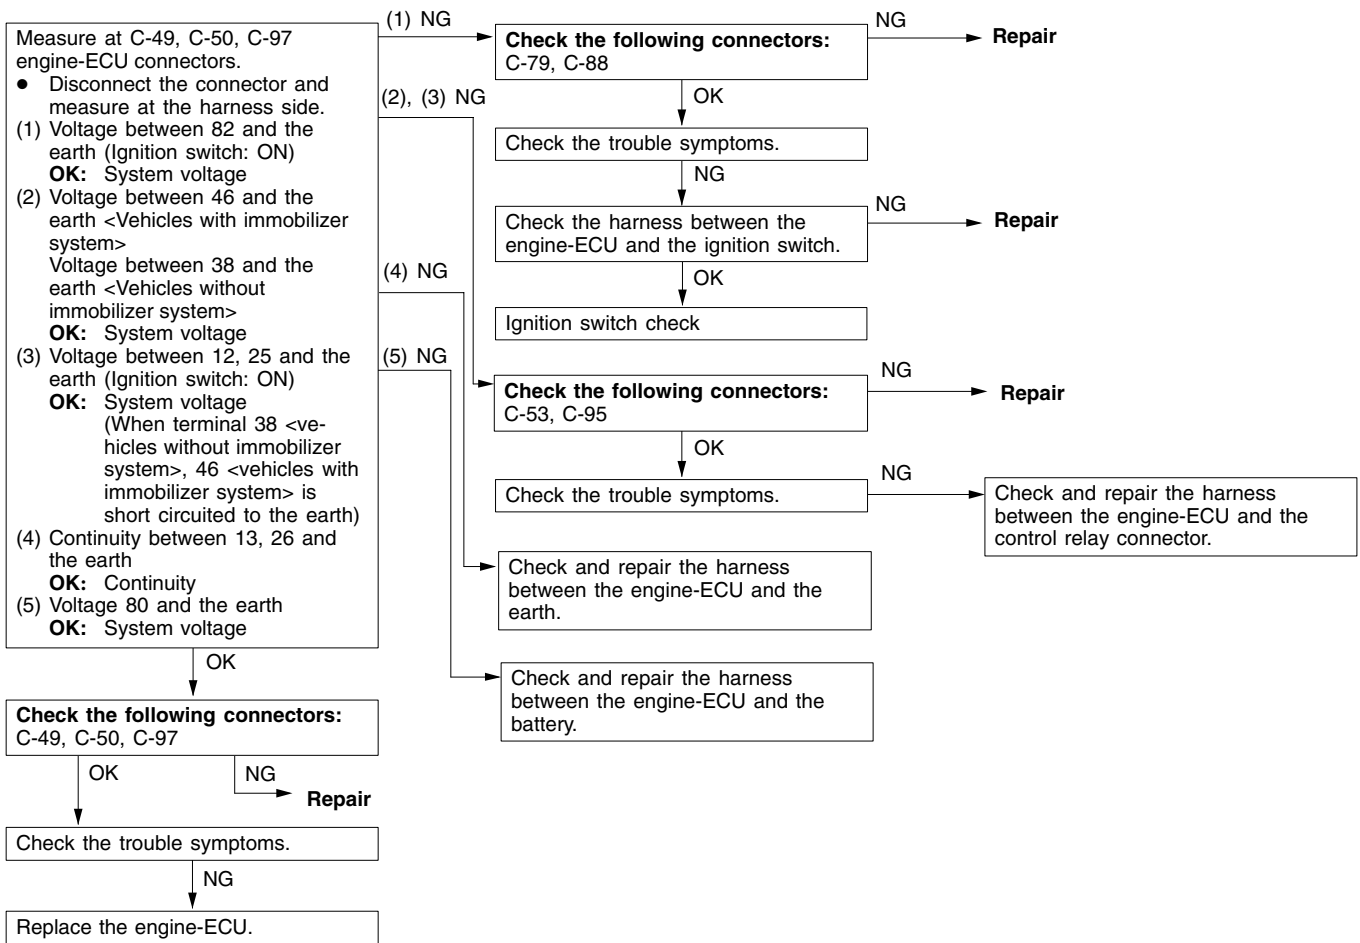 Measure at C-49, C-50, C-97
engine-ECU connectors.
● Disconnect the connector and
measure at the harness side.
(1) Voltage between 82 and the
earth (Ignition switch: ON)
OK: System voltage
(2) Voltage between 46 and the
earth <Vehicles with immobilizer
system>
Voltage between 38 and the
earth <Vehicles without
immobilizer system>
OK: System voltage
(3) Voltage between 12, 25 and the
earth (Ignition switch: ON)
OK: System voltage
(When terminal 38 <ve-
hicles without immobilizer
system>, 46 <vehicles with
immobilizer system> is
short circuited to the earth)
(4) Continuity between 13, 26 and
the earth
OK: Continuity
(5) Voltage 80 and the earth
OK: System voltage
OK
Check the following connectors:
C-49, C-50, C-97
OK
NG
Repair
Check the trouble symptoms.
NG
Replace the engine-ECU.
(1) NG
Check the following connectors:
C-79, C-88
NG
Repair
OK
Check the trouble symptoms.
NG
Check the harness between the
engine-ECU and the ignition switch.
NG
Repair
OK
Ignition switch check
(2), (3) NG
Check the following connectors:
C-53, C-95
NG
Repair
OK
Check the trouble symptoms.
NG
Check and repair the harness
between the engine-ECU and the
control relay connector.
(4) NG
Check and repair the harness
between the engine-ECU and the
earth.
(5) NG
Check and repair the harness
between the engine-ECU and the
battery.